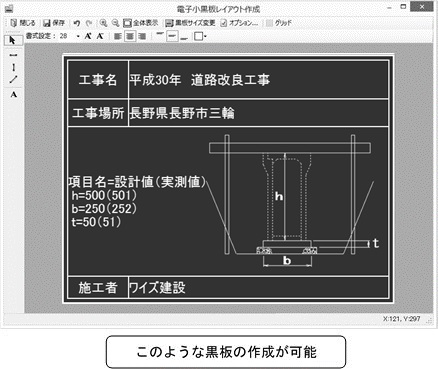 電子小黒板レイアウト作成
閉じる 保存 全体表示 黒板サイズ変更 オプション... グリッド
書式設定: 28 A A
A
工事名 平成30年 道路改良工事
工事場所 長野県長野市三輪
項目名=設計値(実測値)
h=500(501)
b=250(252)
t=50(51)
h
t
b
施工者 ワイズ建設
X:121, Y:297
このような黒板の作成が可能